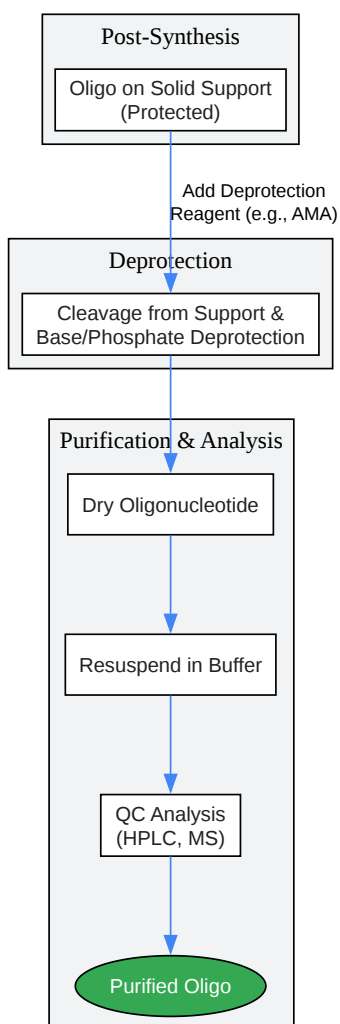 Post-Synthesis
Oligo on Solid Support
(Protected)
Add Deprotection
Reagent (e.g., AMA)
Deprotection
Cleavage from Support &
Base/Phosphate Deprotection
Purification & Analysis
Dry Oligonucleotide
Resuspend in Buffer
QC Analysis
(HPLC, MS)
Purified Oligo